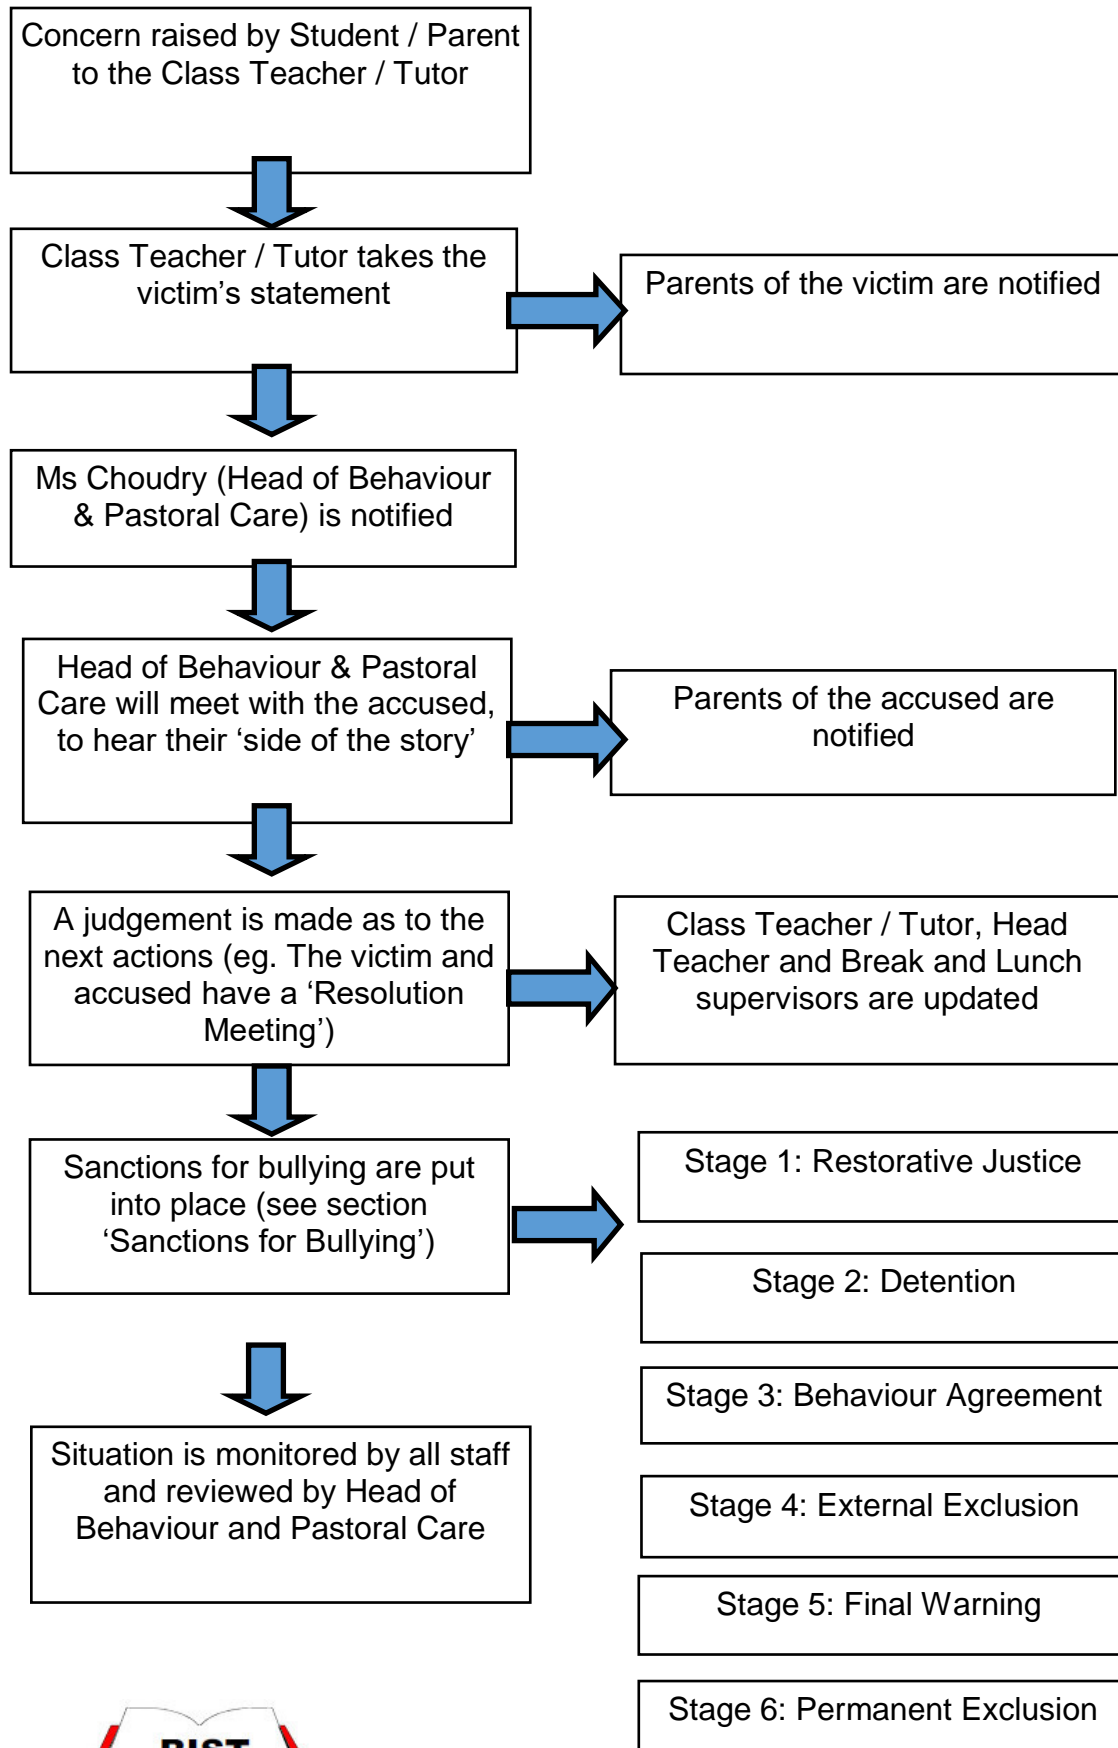 Concern raised by Student / Parent
to the Class Teacher / Tutor
Class Teacher / Tutor takes the
victim’s statement
Parents of the victim are notified
Ms Choudry (Head of Behaviour
& Pastoral Care) is notified
Head of Behaviour & Pastoral
Care will meet with the accused,
to hear their ‘side of the story’
Parents of the accused are
notified
A judgement is made as to the
next actions (eg. The victim and
accused have a ‘Resolution
Meeting’)
Class Teacher / Tutor, Head
Teacher and Break and Lunch
supervisors are updated
Sanctions for bullying are put
into place (see section
‘Sanctions for Bullying’)
Stage 1: Restorative Justice
Stage 2: Detention
Stage 3: Behaviour Agreement
Stage 4: External Exclusion
Stage 5: Final Warning
Stage 6: Permanent Exclusion
Situation is monitored by all staff
and reviewed by Head of
Behaviour and Pastoral Care